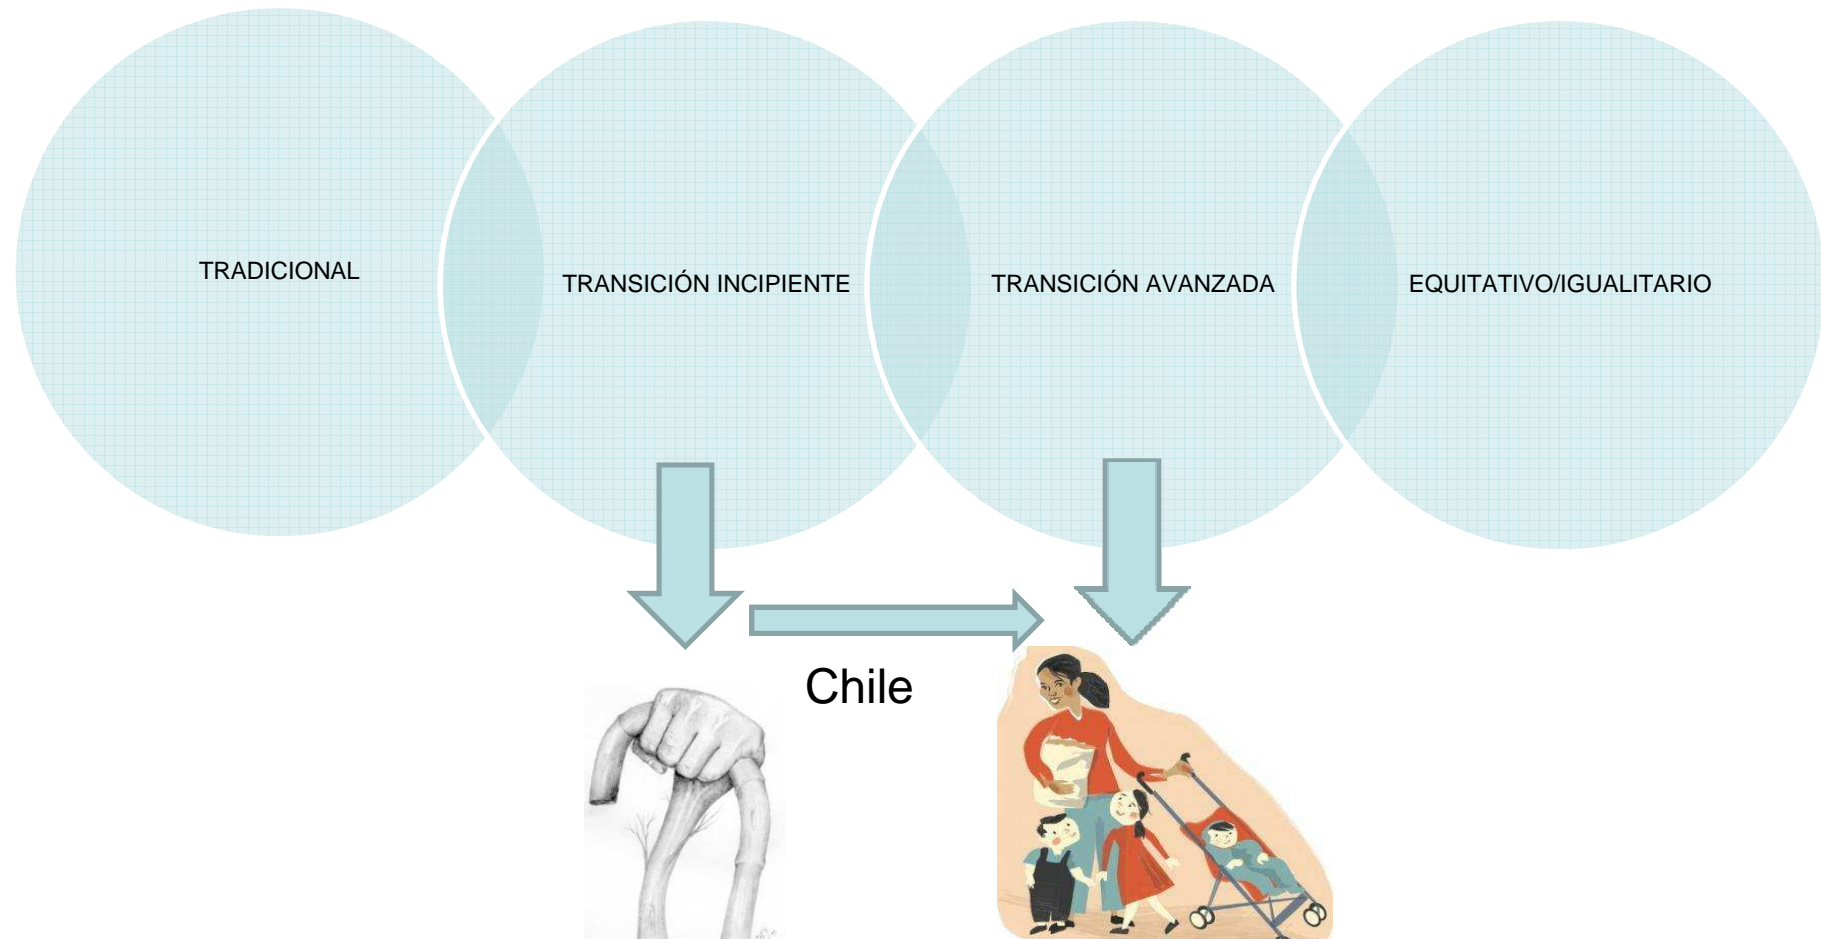 TRADICIONAL
TRANSICIÓN INCIPIENTE
TRANSICIÓN AVANZADA
EQUITATIVO/IGUALITARIO
Chile